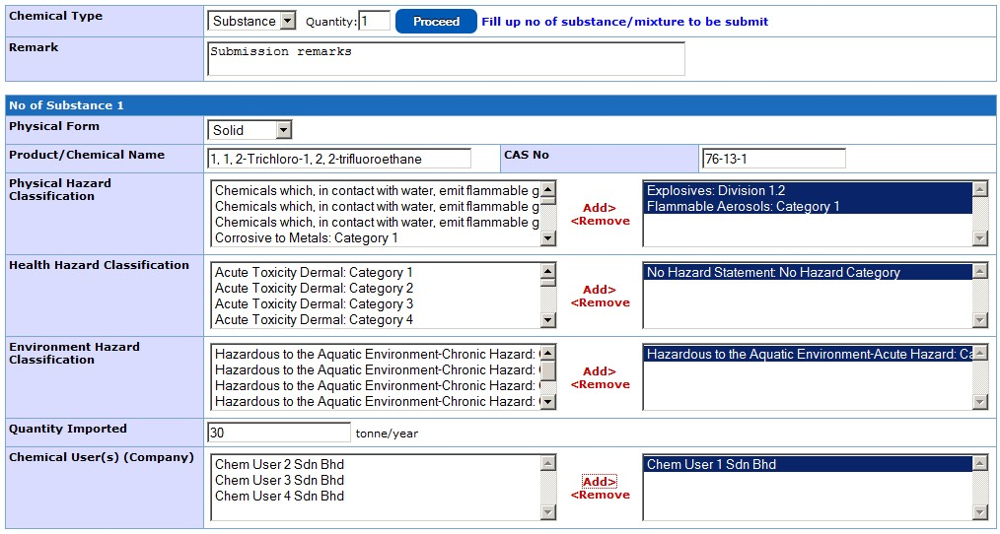 Chemical Type Substance Quantity: 1 Proceed Fill up no of substance/mixture to be submit
Remark Submission remarks
No of Substance 1
Physical Form Solid
Product/Chemical Name 1, 1, 2-Trichloro-1, 2, 2-trifluoroethane CAS No 76-13-1
Physical Hazard
Classification
Chemicals which, in contact with water, emit flammable g
Chemicals which, in contact with water, emit flammable g
Chemicals which, in contact with water, emit flammable g
Corrosive to Metals: Category 1
Add>
<Remove
Explosives: Division 1.2
Flammable Aerosols: Category 1
Health Hazard Classification
Acute Toxicity Dermal: Category 1
Acute Toxicity Dermal: Category 2
Acute Toxicity Dermal: Category 3
Acute Toxicity Dermal: Category 4
Add>
<Remove
No Hazard Statement: No Hazard Category
Environment Hazard
Classification
Hazardous to the Aquatic Environment-Chronic Hazard:
Hazardous to the Aquatic Environment-Chronic Hazard:
Hazardous to the Aquatic Environment-Chronic Hazard:
Hazardous to the Aquatic Environment-Chronic Hazard:
Add>
<Remove
Hazardous to the Aquatic Environment-Acute Hazard: Ca
Quantity Imported 30 tonne/year
Chemical User(s) (Company)
Chem User 2 Sdn Bhd
Chem User 3 Sdn Bhd
Chem User 4 Sdn Bhd
Add>
<Remove
Chem User 1 Sdn Bhd